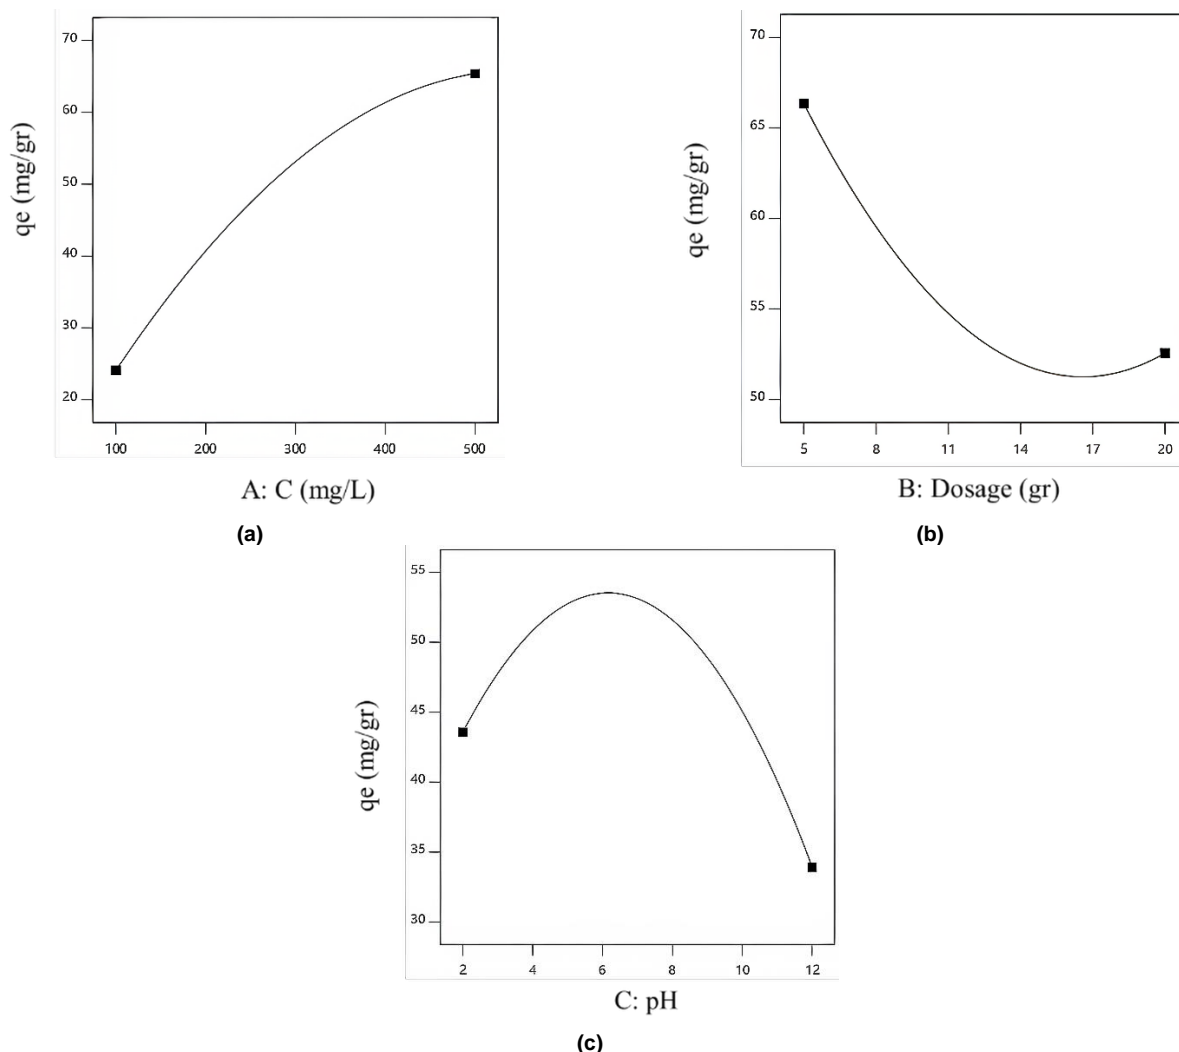 70
60
50
40
30
20
qe (mg/gr)
100 200 300 400 500
A: C (mg/L)
(a)
70
65
60
55
50
qe (mg/gr)
5 8 11 14 17 20
B: Dosage (gr)
(b)
55
50
45
40
35
30
qe (mg/gr)
2 4 6 8 10 12
C: pH
(c)